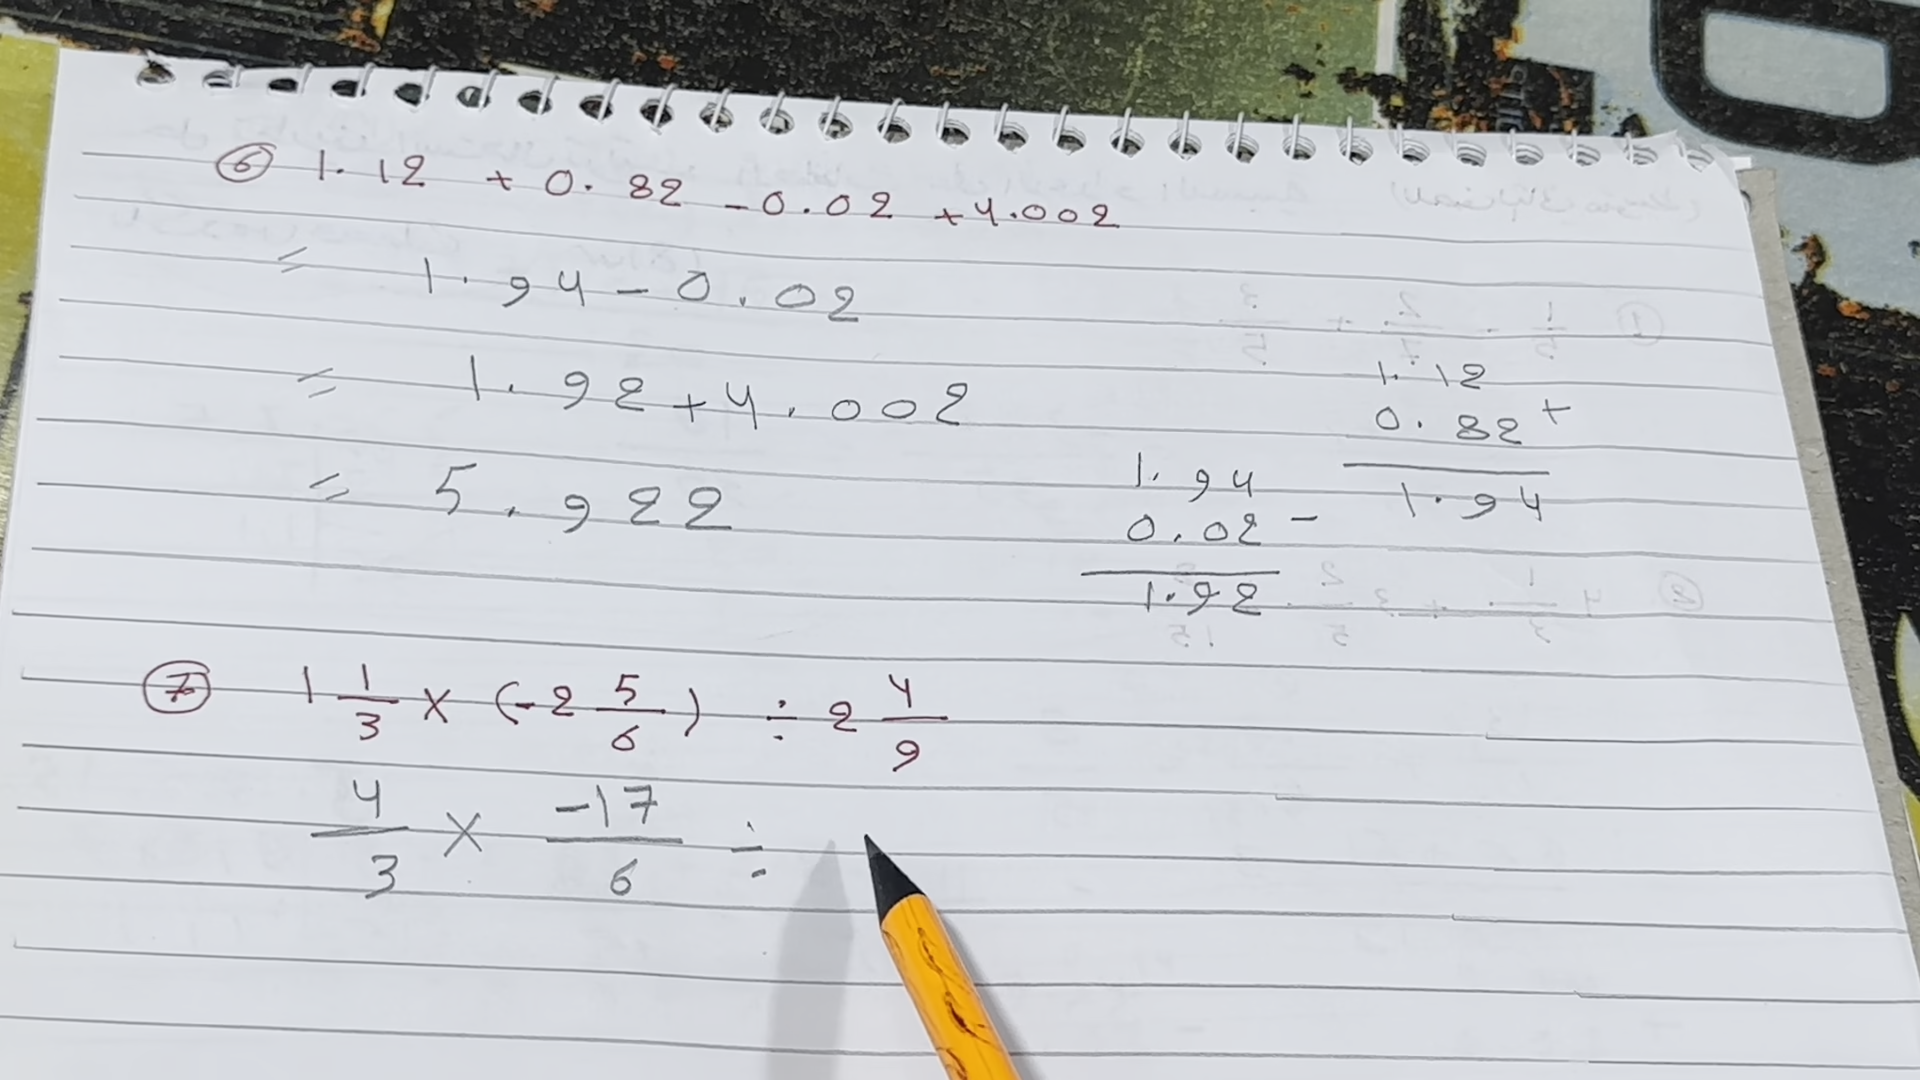 ⑥ 1.12 + 0.82 - 0.02 + 4.002
= 1.94 - 0.02
= 1.92 + 4.002
= 5.922
1.12
0.82 +
1.94
1.94
0.02 -
1.92
⑦ 1 1/3 × (-2 5/6) ÷ 2 4/9
4/3 × -17/6 ÷